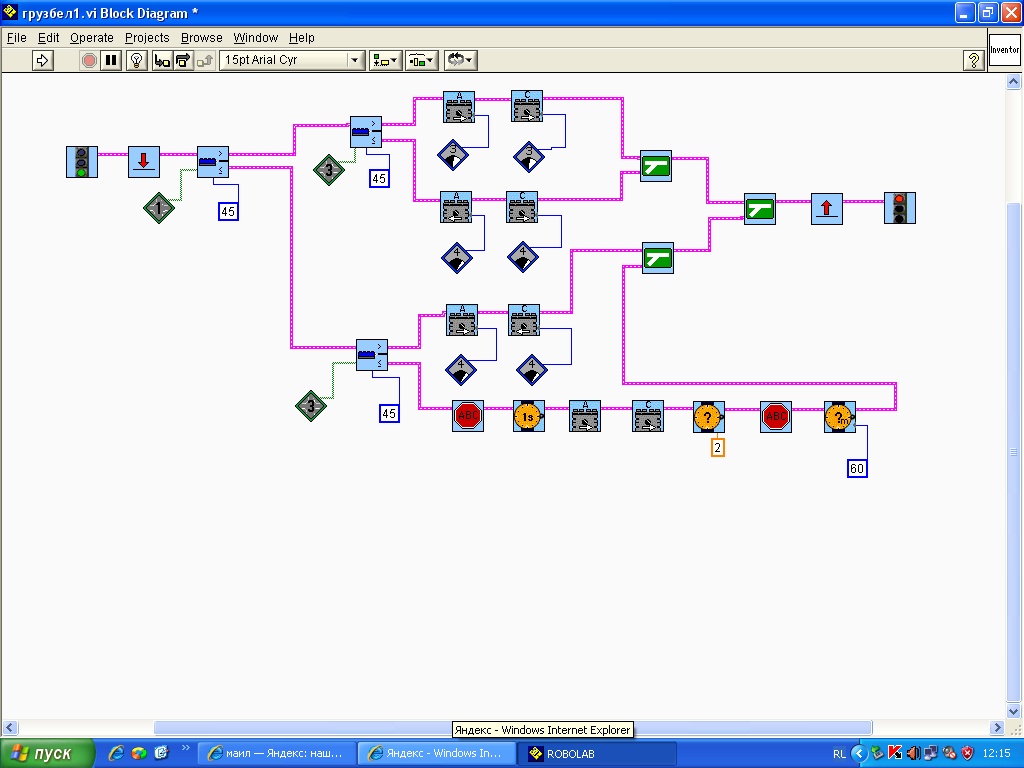 грузбел1.vi Block Diagram *
File Edit Operate Projects Browse Window Help
15pt Arial Cyr
?
Inventor
A
C
>
≤
3
3
3
45
>
≤
1
45
A
C
4
4
A
C
4
4
>
≤
3
45
ABC
1s
A
C
?
ABC
?m
2
60
Яндекс - Windows Internet Explorer
пуск
»
маил — Яндекс: наш...
Яндекс - Windows In...
ROBOLAB
RL
12:15